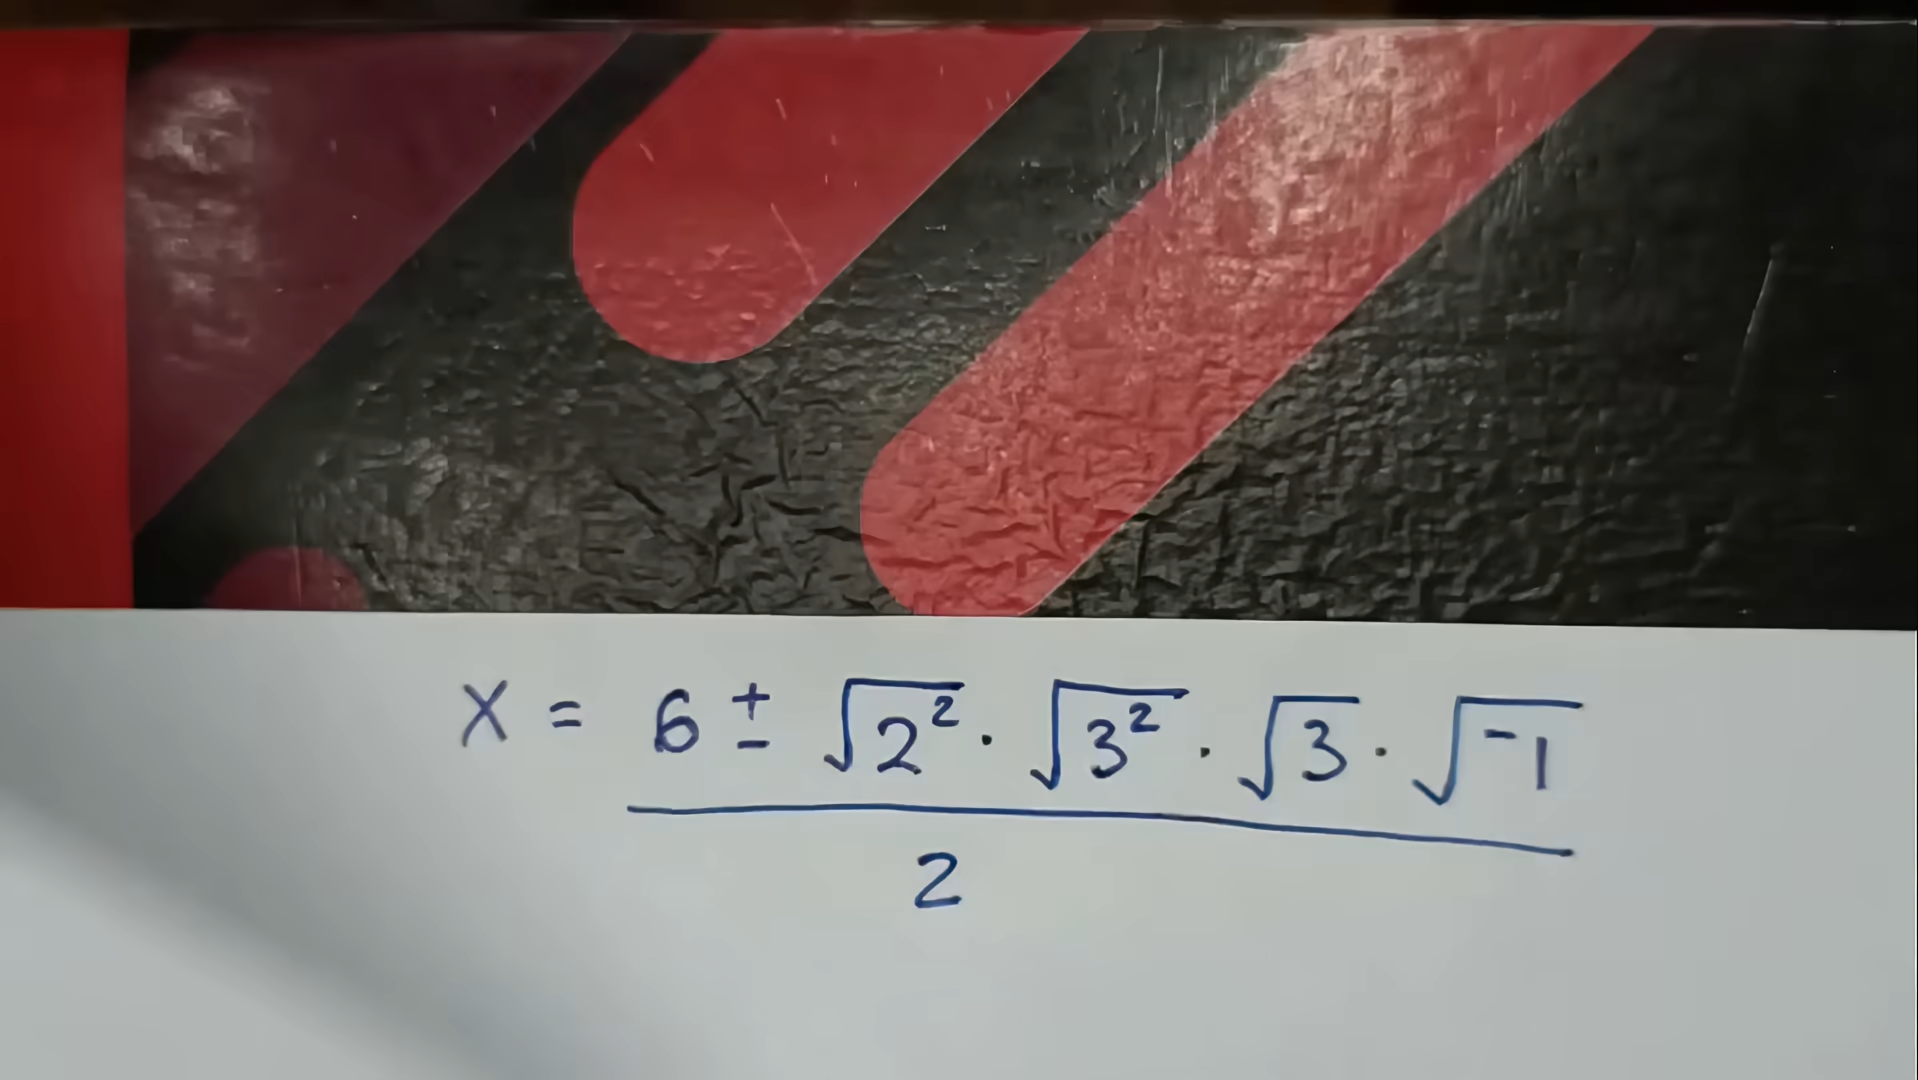 x = 6 ± √2² · √3² · √3 · √-1
2